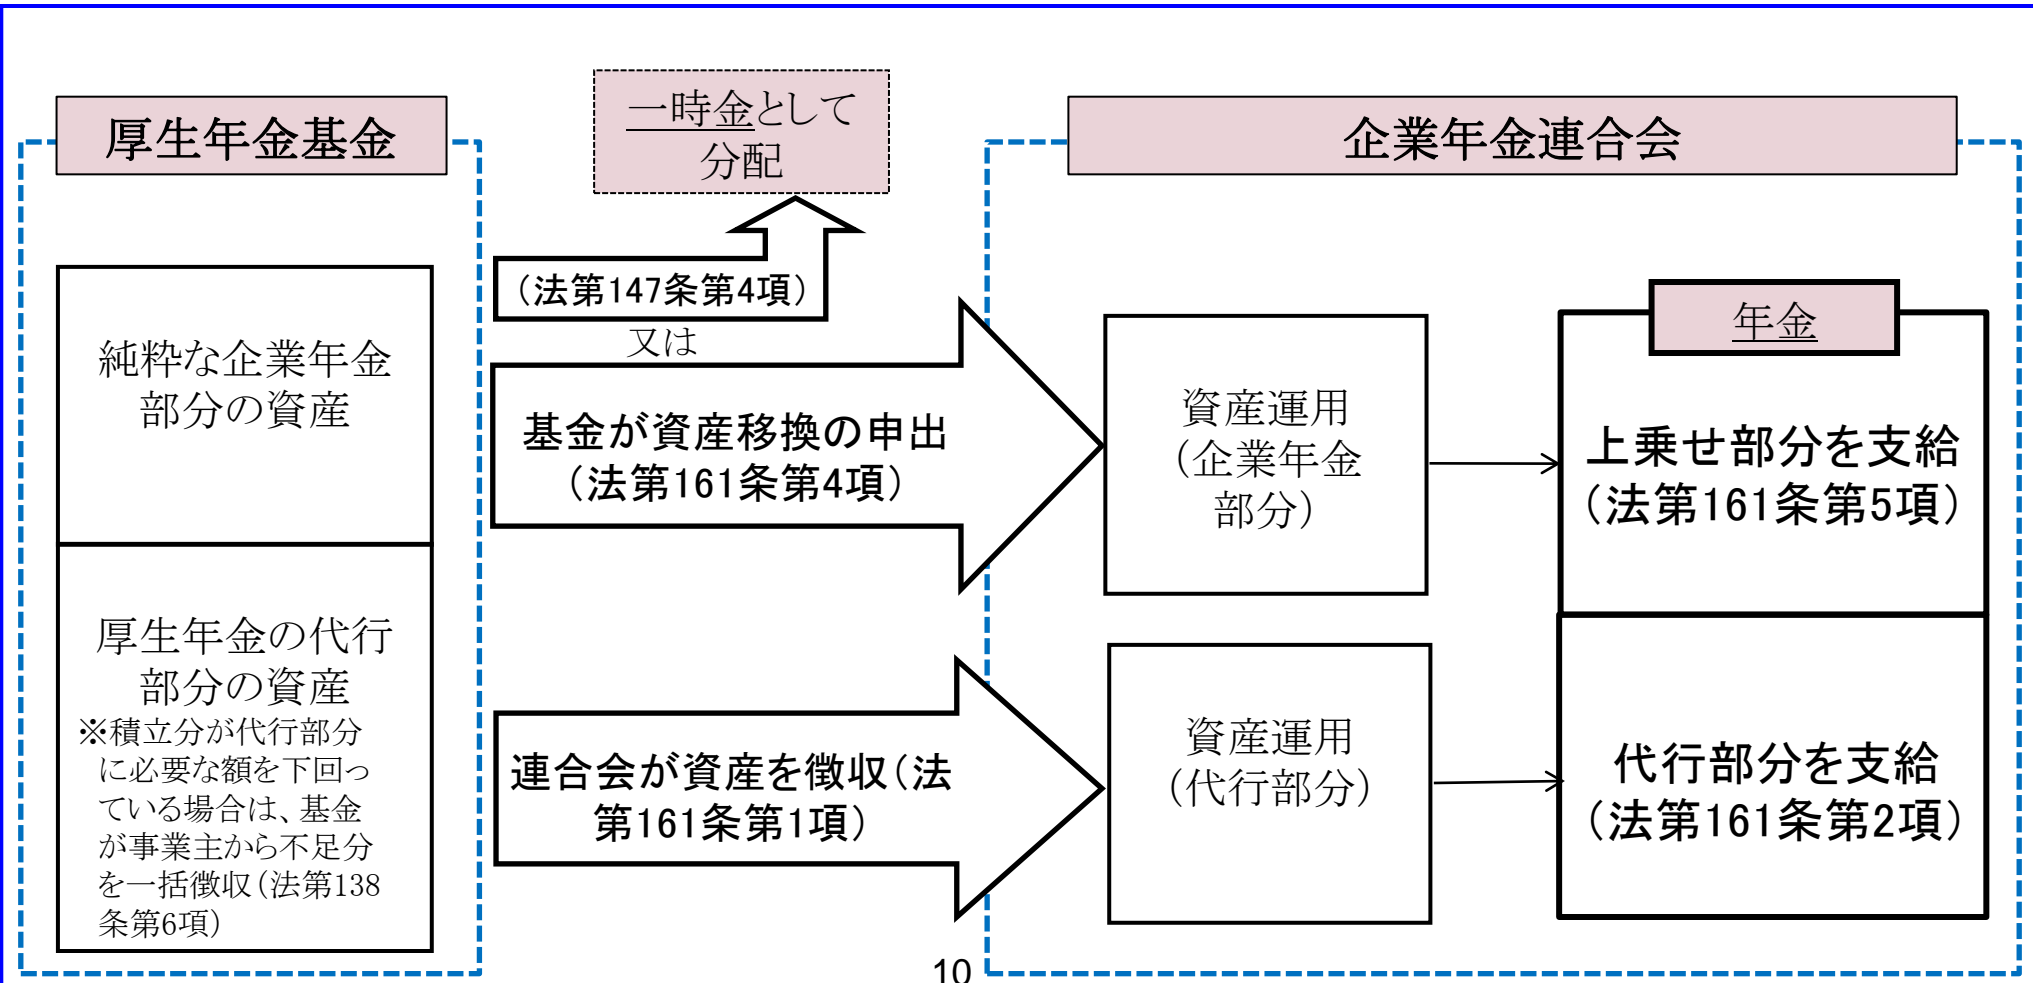 厚生年金基金
純粋な企業年金
部分の資産
厚生年金の代行
部分の資産
※積立分が代行部分
に必要な額を下回っ
ている場合は、基金
が事業主から不足分
を一括徴収(法第138
条第6項)
一時金として
分配
(法第147条第4項)
又は
基金が資産移換の申出
(法第161条第4項)
連合会が資産を徴収(法
第161条第1項)
企業年金連合会
資産運用
(企業年金
部分)
資産運用
(代行部分)
年金
上乗せ部分を支給
(法第161条第5項)
代行部分を支給
(法第161条第2項)
10